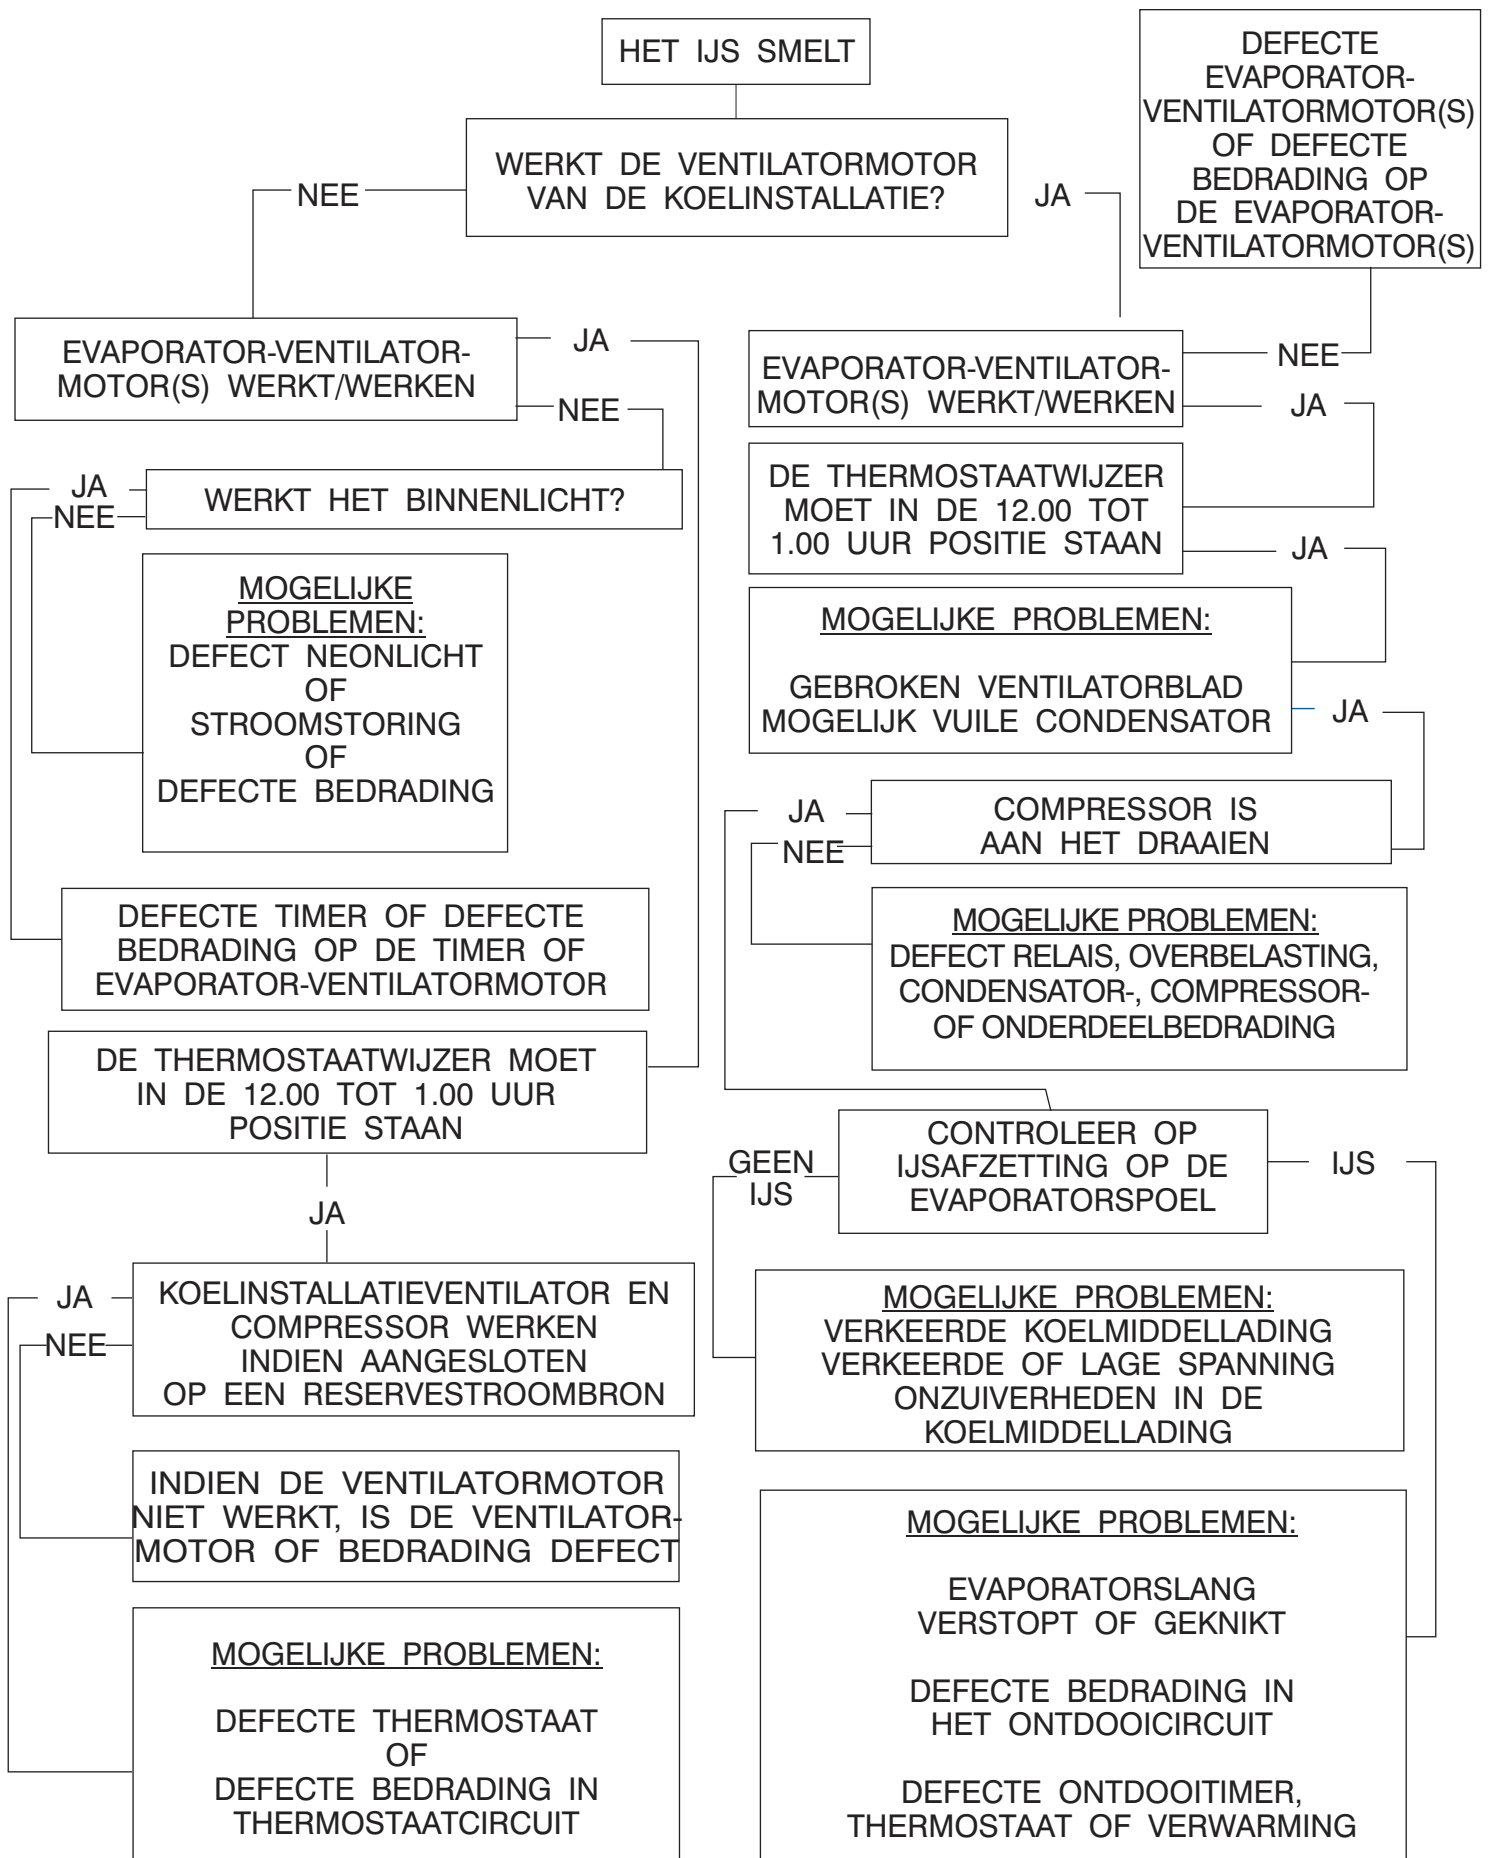 HET IJS SMELT
WERKT DE VENTILATORMOTOR
VAN DE KOELINSTALLATIE?
NEE
JA
DEFECTE
EVAPORATOR-
VENTILATORMOTOR(S)
OF DEFECTE
BEDRADING OP
DE EVAPORATOR-
VENTILATORMOTOR(S)
EVAPORATOR-VENTILATOR-
MOTOR(S) WERKT/WERKEN
JA
NEE
WERKT HET BINNENLICHT?
JA
NEE
MOGELIJKE
PROBLEMEN:
DEFECT NEONLICHT
OF
STROOMSTORING
OF
DEFECTE BEDRADING
DEFECTE TIMER OF DEFECTE
BEDRADING OP DE TIMER OF
EVAPORATOR-VENTILATORMOTOR
DE THERMOSTAATWIJZER MOET
IN DE 12.00 TOT 1.00 UUR
POSITIE STAAN
JA
KOELINSTALLATIEVENTILATOR EN
COMPRESSOR WERKEN
INDIEN AANGESLOTEN
OP EEN RESERVESTROOMBRON
JA
NEE
INDIEN DE VENTILATORMOTOR
NIET WERKT, IS DE VENTILATOR-
MOTOR OF BEDRADING DEFECT
MOGELIJKE PROBLEMEN:
DEFECTE THERMOSTAAT
OF
DEFECTE BEDRADING IN
THERMOSTAATCIRCUIT
EVAPORATOR-VENTILATOR-
MOTOR(S) WERKT/WERKEN
NEE
JA
DE THERMOSTAATWIJZER
MOET IN DE 12.00 TOT
1.00 UUR POSITIE STAAN
JA
MOGELIJKE PROBLEMEN:
GEBROKEN VENTILATORBLAD
MOGELIJK VUILE CONDENSATOR
JA
COMPRESSOR IS
AAN HET DRAAIEN
JA
NEE
MOGELIJKE PROBLEMEN:
DEFECT RELAIS, OVERBELASTING,
CONDENSATOR-, COMPRESSOR-
OF ONDERDEELBEDRADING
CONTROLEER OP
IJSAFZETTING OP DE
EVAPORATORSPOEL
GEEN
IJS
IJS
MOGELIJKE PROBLEMEN:
VERKEERDE KOELMIDDELLADING
VERKEERDE OF LAGE SPANNING
ONZUIVERHEDEN IN DE
KOELMIDDELLADING
MOGELIJKE PROBLEMEN:
EVAPORATORSLANG
VERSTOPT OF GEKNIKT
DEFECTE BEDRADING IN
HET ONTDOOICIRCUIT
DEFECTE ONTDOOITIMER,
THERMOSTAAT OF VERWARMING